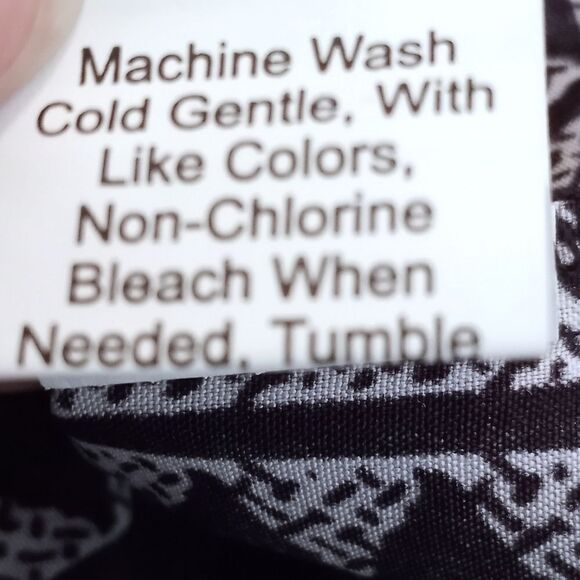 Machine Wash
Cold Gentle, With
Like Colors,
Non-Chlorine
Bleach When
Needed, Tumble